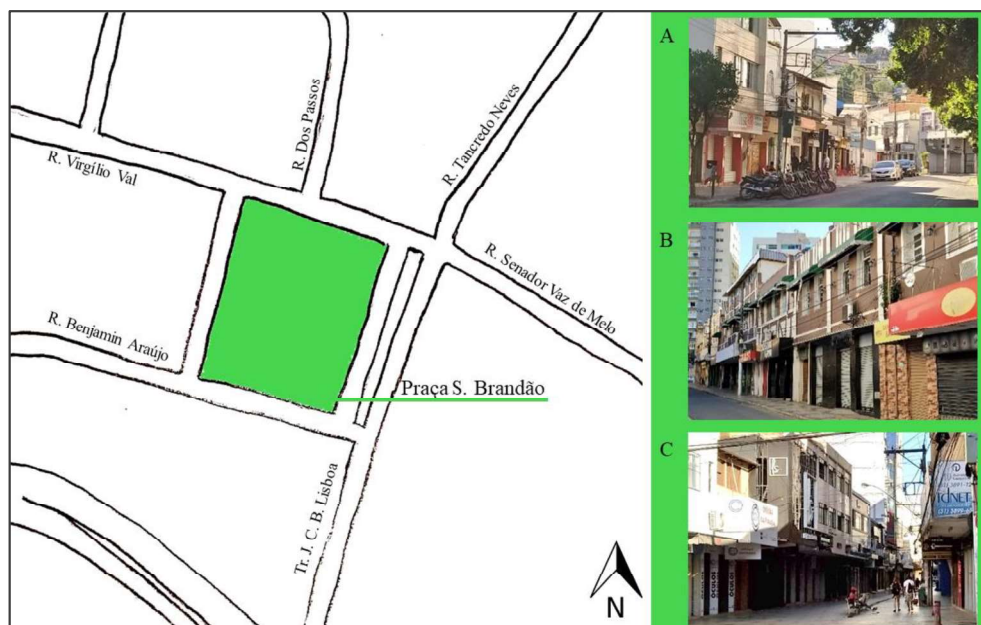 R. Virgílio Val
R. Dos Passos
R. Tancredo Neves
R. Senador Vaz de Melo
R. Benjamin Araújo
Praça S. Brandão
Tr. J. C. B. Lisboa
N
A
B
C